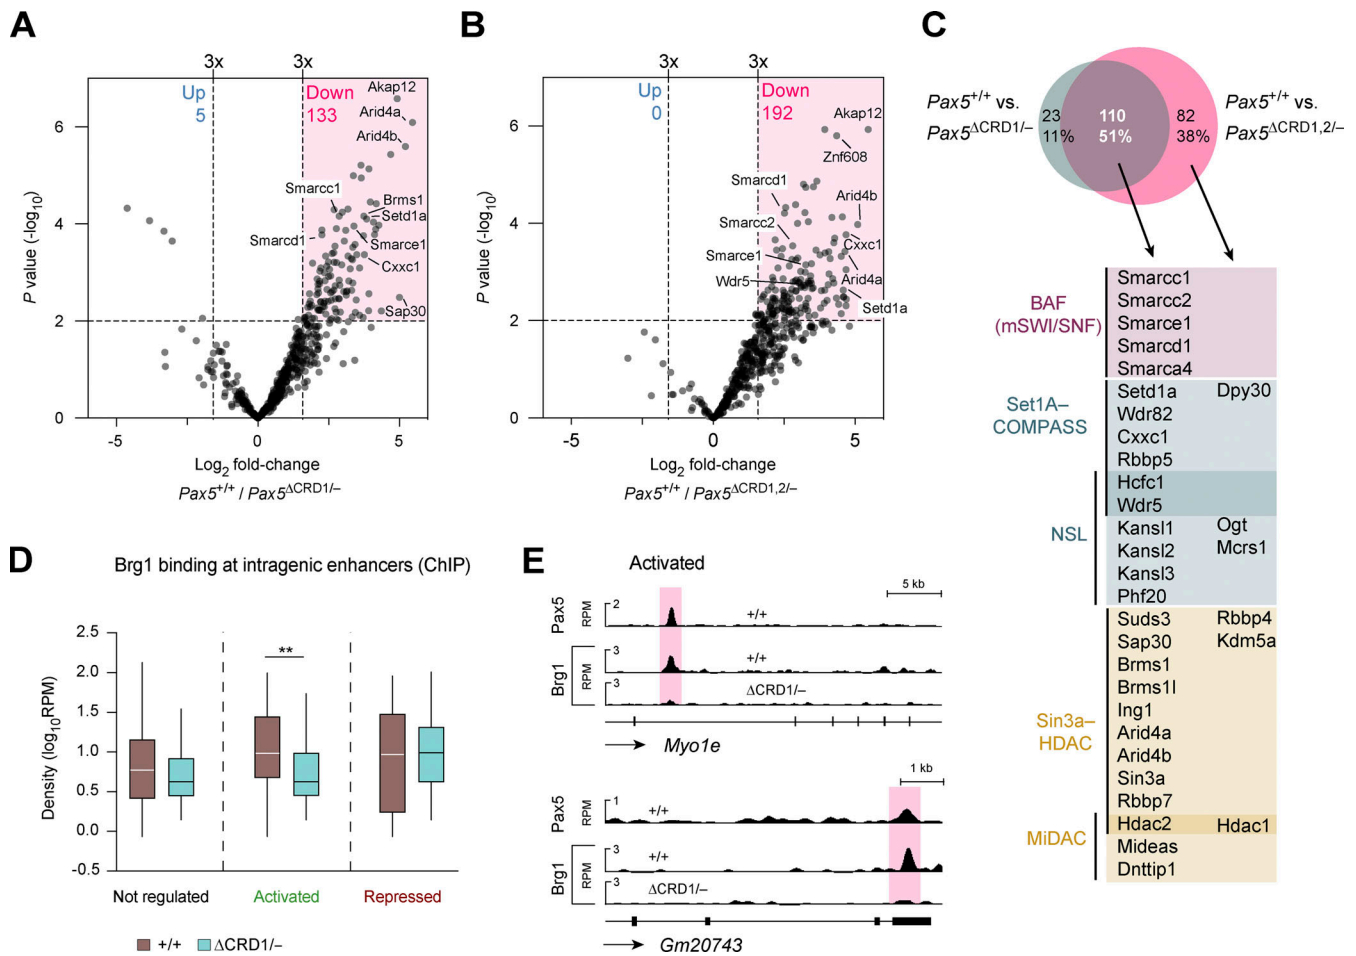 A
3x
3x
Up
5
Down
133
Akap12
Arid4a
Arid4b
Smarcc1
Brms1
Setd1a
Smarcd1
Smarce1
Cxxc1
Sap30
6
4
2
0
P value (-log10)
-5
0
5
Log2 fold-change
Pax5+/+ / Pax5ΔCRD1/–
B
3x
3x
Up
0
Down
192
Akap12
Znf608
Smarcd1
Arid4b
Smarcc2
Cxxc1
Smarce1
Wdr5
Arid4a
Setd1a
6
4
2
0
P value (-log10)
-5
0
5
Log2 fold-change
Pax5+/+ / Pax5ΔCRD1,2/–
C
Pax5+/+ vs.
Pax5ΔCRD1/–
23
11%
110
51%
82
38%
Pax5+/+ vs.
Pax5ΔCRD1,2/–
BAF
(mSWI/SNF)
Smarcc1
Smarcc2
Smarce1
Smarcd1
Smarca4
Set1A–
COMPASS
Setd1a Dpy30
Wdr82
Cxxc1
Rbbp5
Hcfc1
Wdr5
NSL
Kansl1 Ogt
Kansl2 Mcrs1
Kansl3
Phf20
Sin3a–
HDAC
Suds3 Rbbp4
Sap30 Kdm5a
Brms1
Brms1l
Ing1
Arid4a
Arid4b
Sin3a
Rbbp7
MiDAC
Hdac2 Hdac1
Mideas
Dnttip1
D
Brg1 binding at intragenic enhancers (ChIP)
Density (log10RPM)
2.5
2.0
1.5
1.0
0.5
0.0
-0.5
**
Not regulated
Activated
Repressed
+/+
ΔCRD1/–
E
Activated
5 kb
Pax5
RPM
2
+/+
Brg1
RPM
3
+/+
3
ΔCRD1/–
Myo1e
1 kb
Pax5
RPM
1
+/+
Brg1
RPM
3
+/+
3
ΔCRD1/–
Gm20743